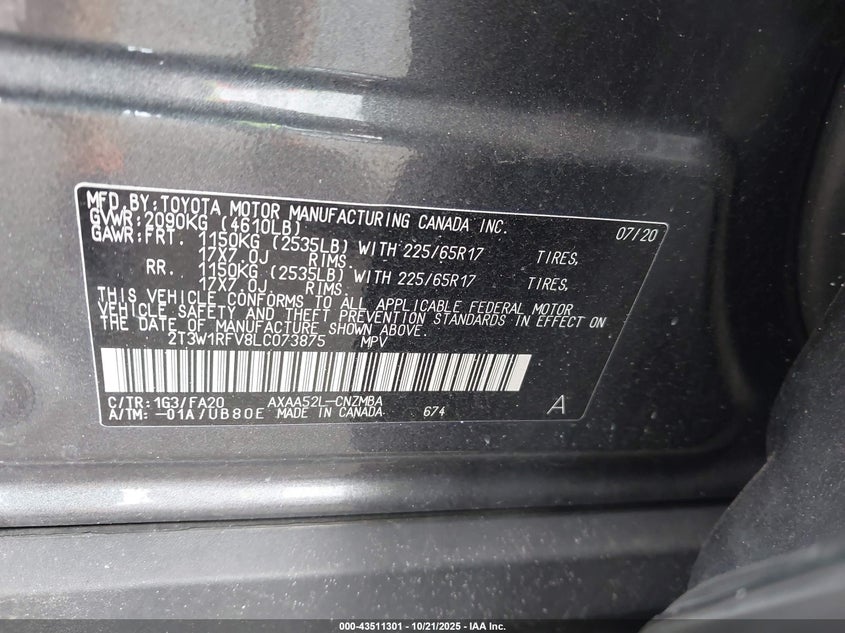 MFD.BY:TOYOTA MOTOR MANUFACTURING CANADA INC.
GVWR:2090KG (4610LB) 07/20
GAWR:FRT. 1150KG (2535LB) WITH 225/65R17 TIRES,
17X7.0J RIMS
RR. 1150KG (2535LB) WITH 225/65R17 TIRES,
17X7.0J RIMS.
THIS VEHICLE CONFORMS TO ALL APPLICABLE FEDERAL MOTOR
VEHICLE SAFETY AND THEFT PREVENTION STANDARDS IN EFFECT ON
THE DATE OF MANUFACTURE SHOWN ABOVE.
2T3W1RFV8LC073875 MPV
C/TR: 1G3/FA20 AXAA52L-CNZMBA
A/TM: -01A/UB80E MADE IN CANADA 674 A
000-43511301 - 10/21/2025 - IAA Inc.